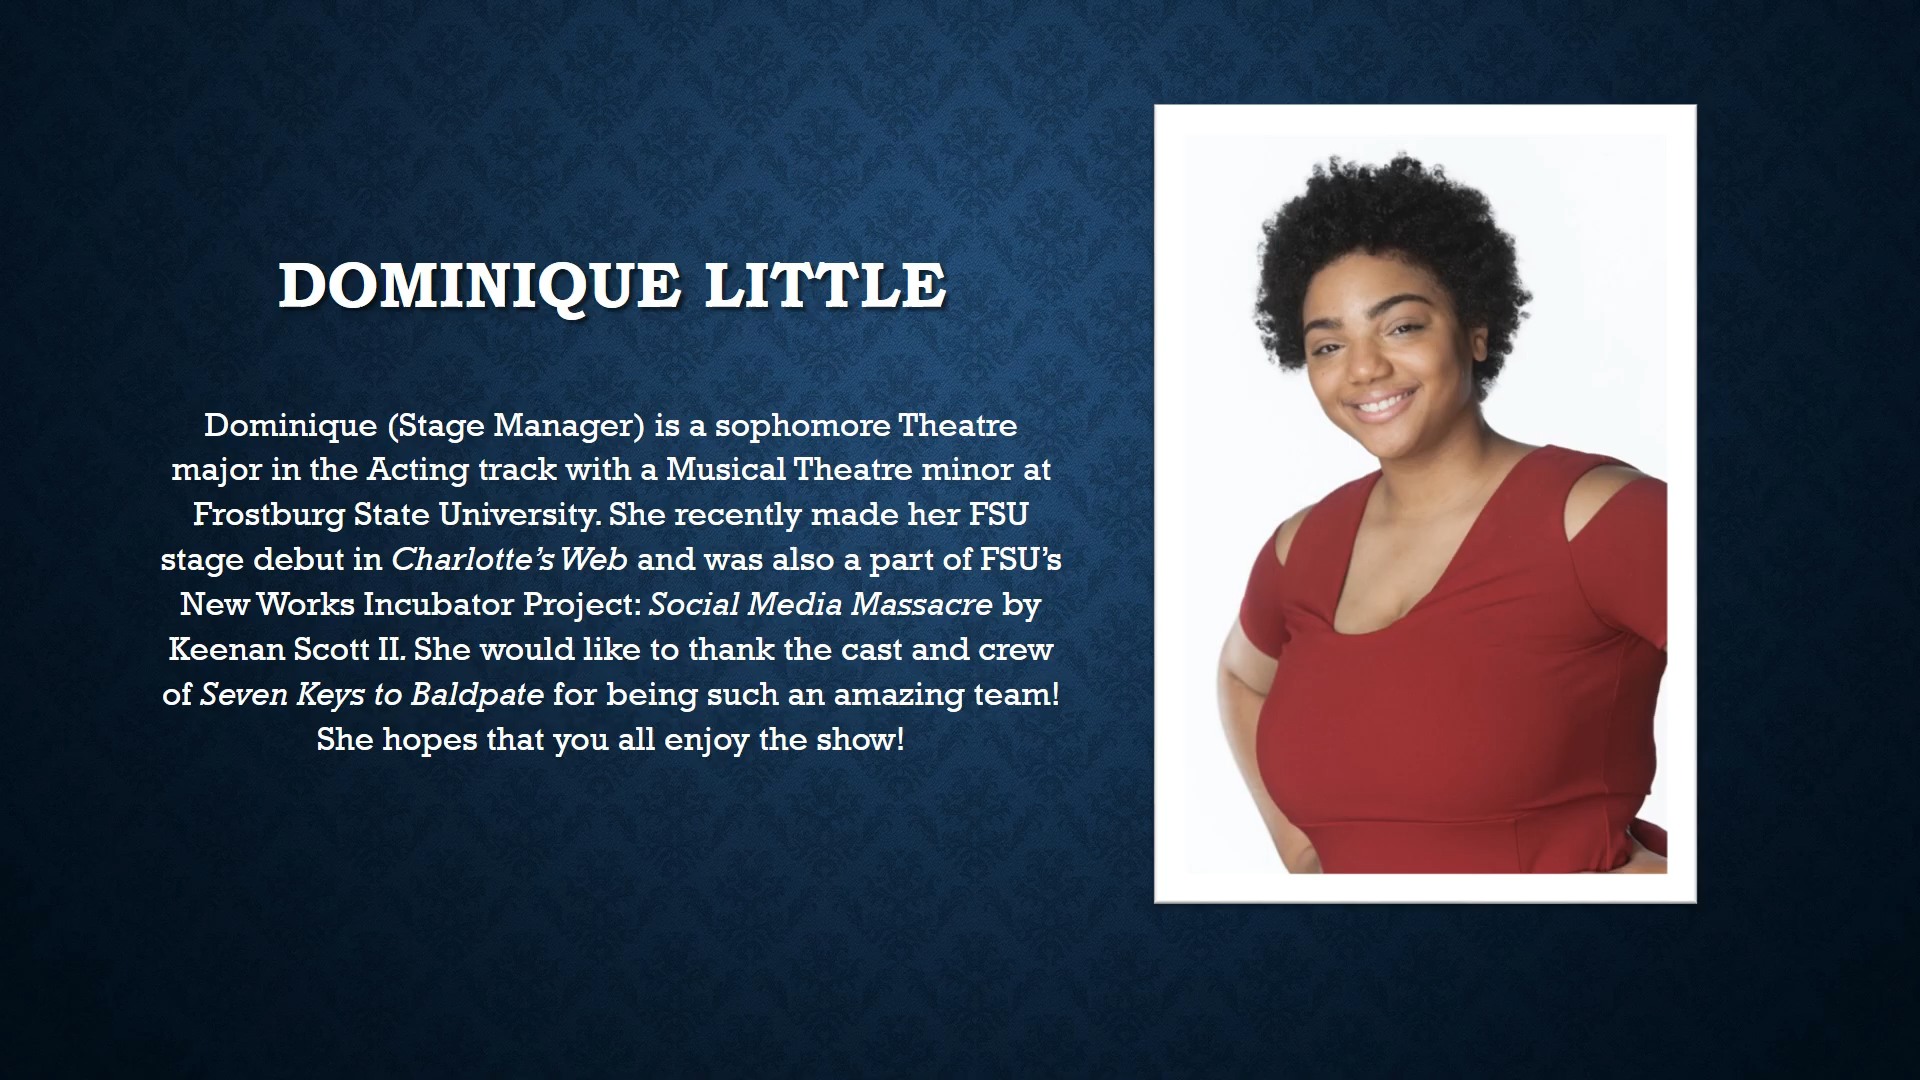 DOMINIQUE LITTLE
Dominique (Stage Manager) is a sophomore Theatre
major in the Acting track with a Musical Theatre minor at
Frostburg State University. She recently made her FSU
stage debut in Charlotte’s Web and was also a part of FSU’s
New Works Incubator Project: Social Media Massacre by
Keenan Scott II. She would like to thank the cast and crew
of Seven Keys to Baldpate for being such an amazing team!
She hopes that you all enjoy the show!